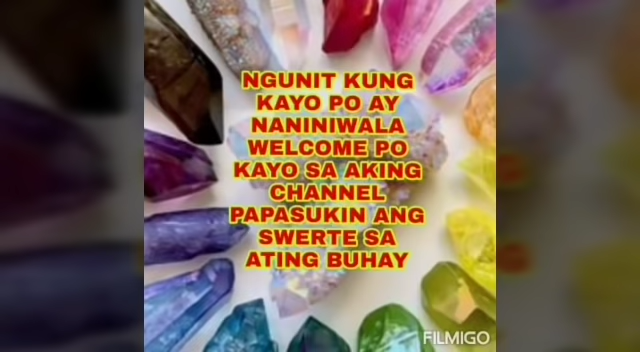 NGUNIT KUNG
KAYO PO AY
NANINIWALA
WELCOME PO
KAYO SA AKING
CHANNEL
PAPASUKIN ANG
SWERTE SA
ATING BUHAY
FILMIGO